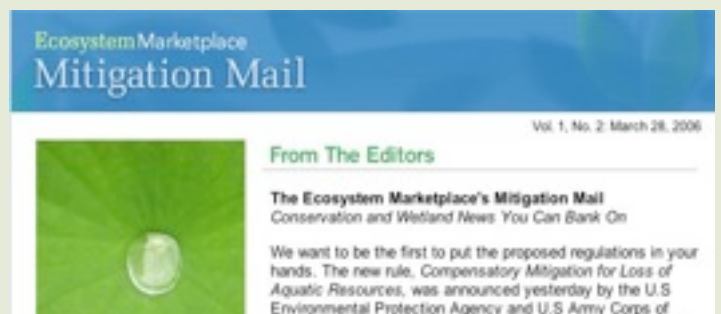 EcosystemMarketplace
Mitigation Mail
Vol. 1, No. 2: March 28, 2006
From The Editors
The Ecosystem Marketplace's Mitigation Mail
Conservation and Wetland News You Can Bank On
We want to be the first to put the proposed regulations in your
hands. The new rule, Compensatory Mitigation for Loss of
Aquatic Resources, was announced yesterday by the U.S
Environmental Protection Agency and U.S Army Corps of